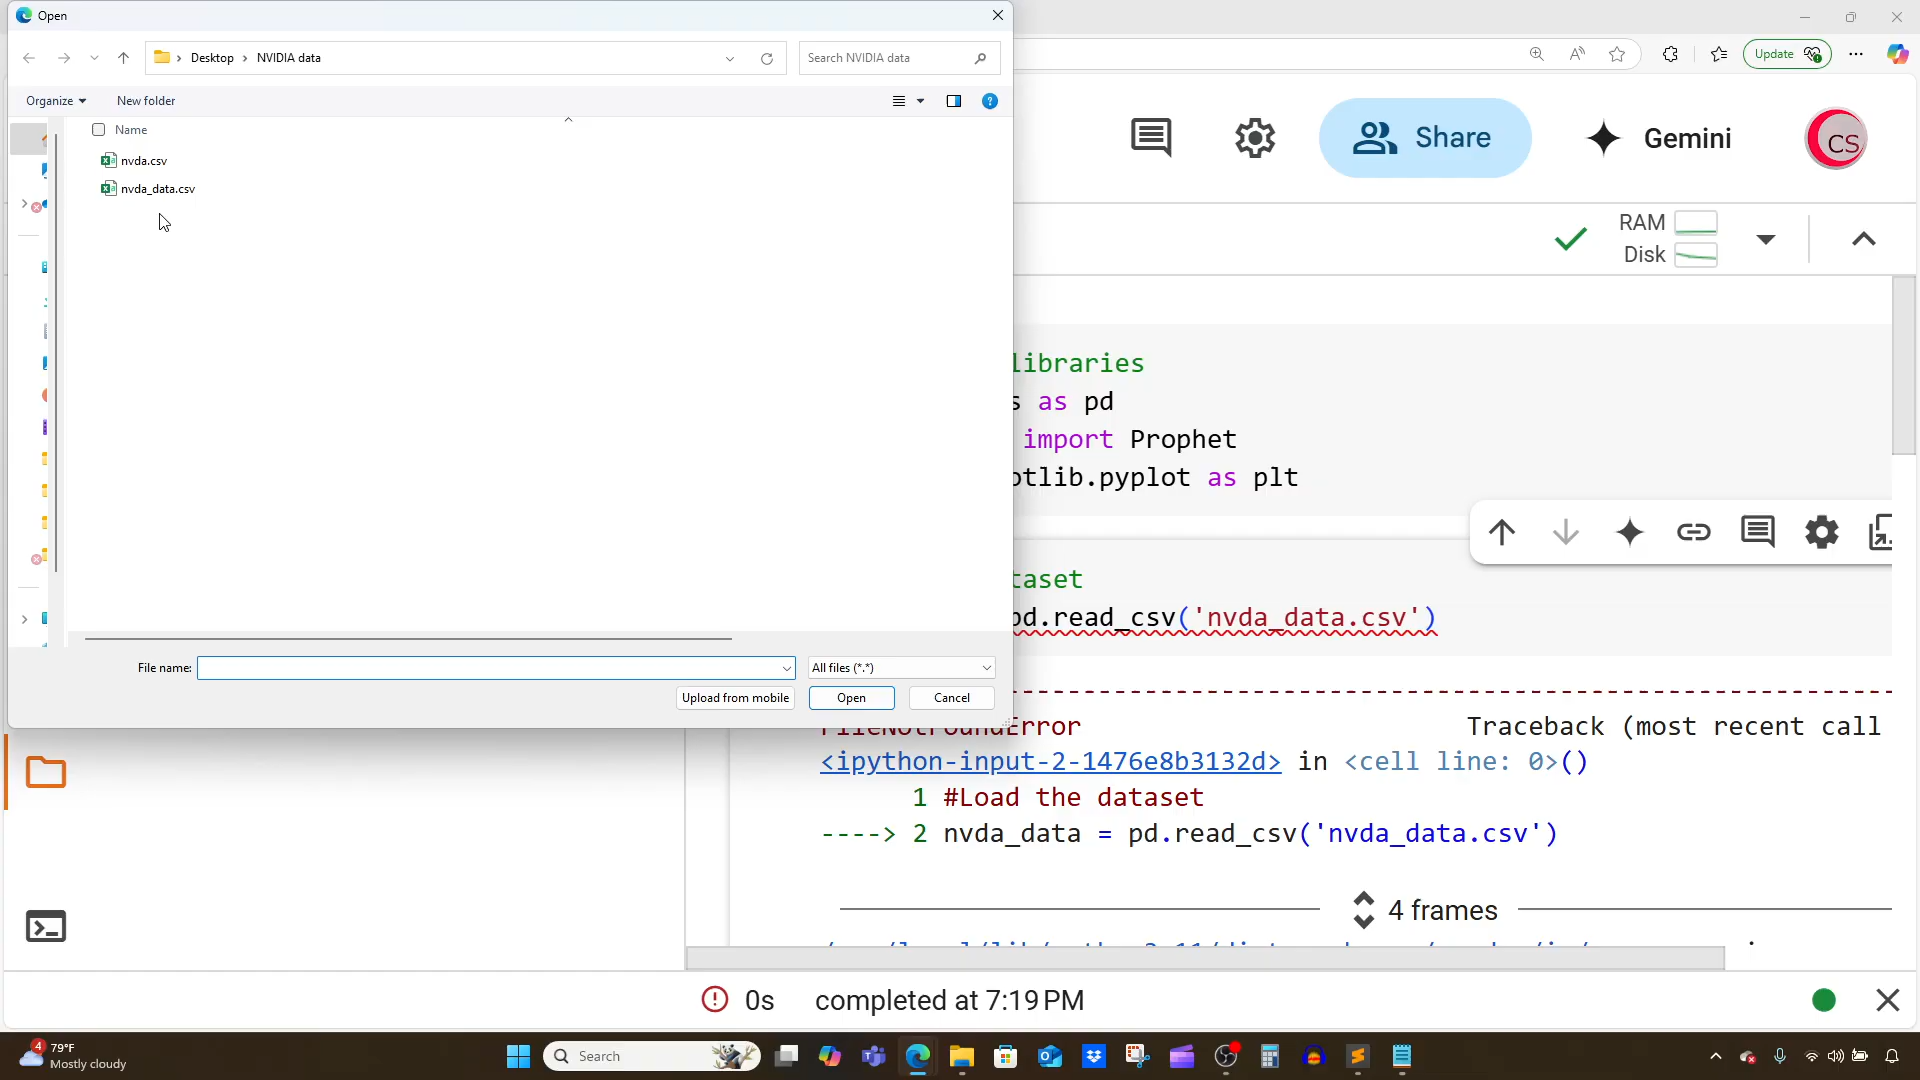 Open
Desktop > NVIDIA data
Search NVIDIA data
Update
Organize
New folder
Name
nvda.csv
nvda_data.csv
Share
Gemini
CS
RAM
Disk
libraries
s as pd
import Prophet
otlib.pyplot as plt
taset
pd.read_csv('nvda_data.csv')
File name:
All files (*.*)
Upload from mobile
Open
Cancel
FileNotFoundError Traceback (most recent call
<ipython-input-2-1476e8b3132d> in <cell line: 0>()
1 #Load the dataset
----> 2 nvda_data = pd.read_csv('nvda_data.csv')
4 frames
0s completed at 7:19 PM
4
79°F
Mostly cloudy
Search